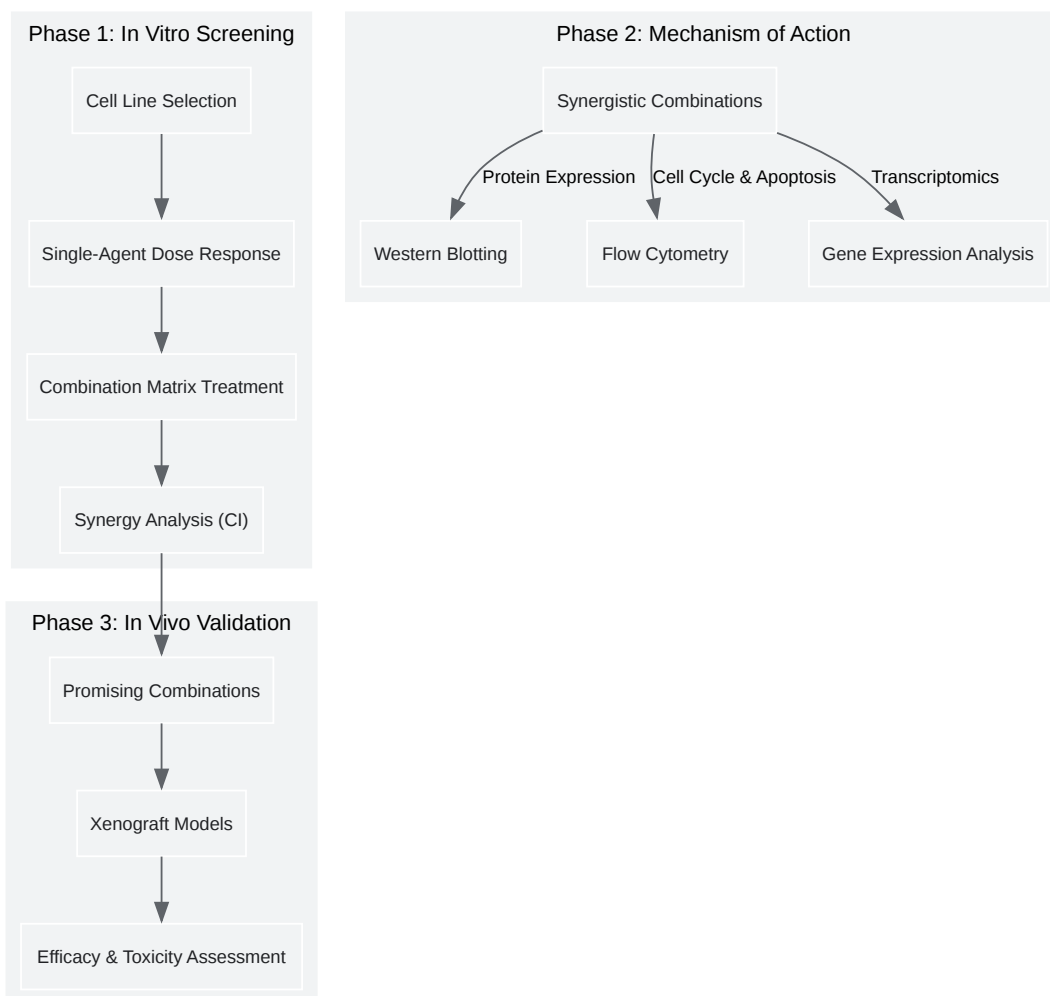 Phase 1: In Vitro Screening
Cell Line Selection
Single-Agent Dose Response
Combination Matrix Treatment
Synergy Analysis (CI)
Phase 2: Mechanism of Action
Synergistic Combinations
Protein Expression
Cell Cycle & Apoptosis
Transcriptomics
Western Blotting
Flow Cytometry
Gene Expression Analysis
Phase 3: In Vivo Validation
Promising Combinations
Xenograft Models
Efficacy & Toxicity Assessment